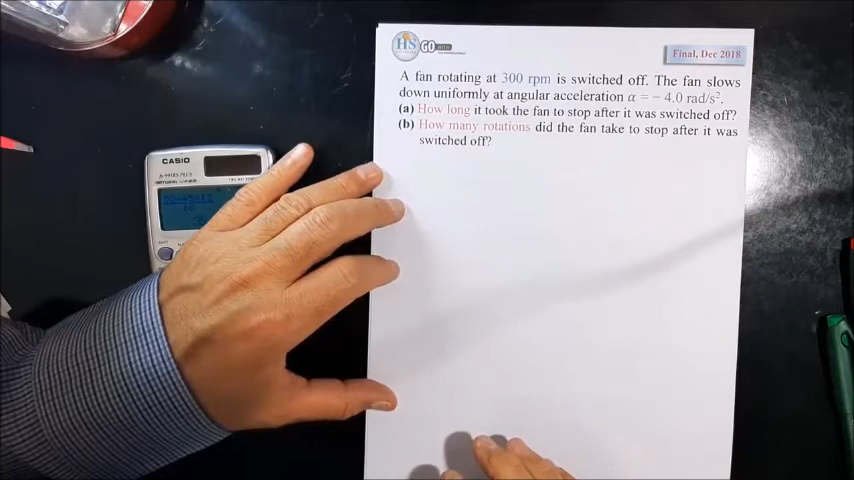 HS
GO
Final, Dec 2018
A fan rotating at 300 rpm is switched off. The fan slows
down uniformly at angular acceleration α = − 4.0 rad/s².
(a) How long it took the fan to stop after it was switched off?
(b) How many rotations did the fan take to stop after it was
switched off?
CASIO